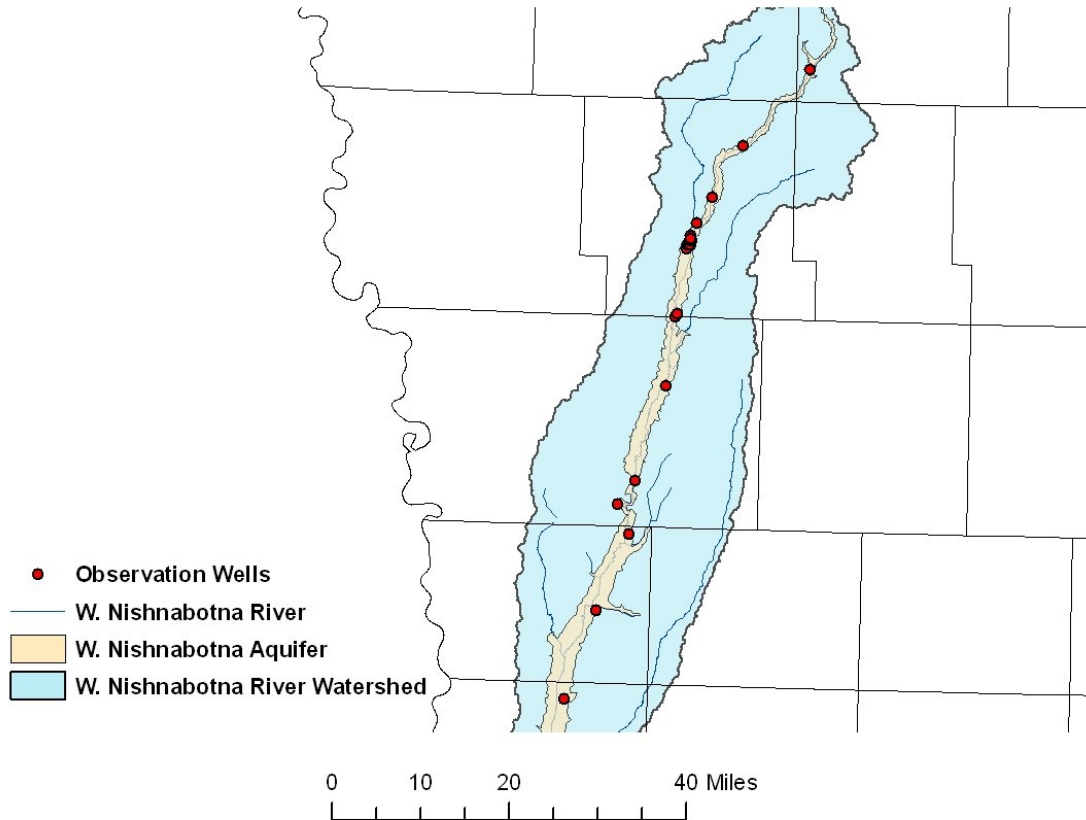 Observation Wells
W. Nishnabotna River
W. Nishnabotna Aquifer
W. Nishnabotna River Watershed
0 10 20 40 Miles